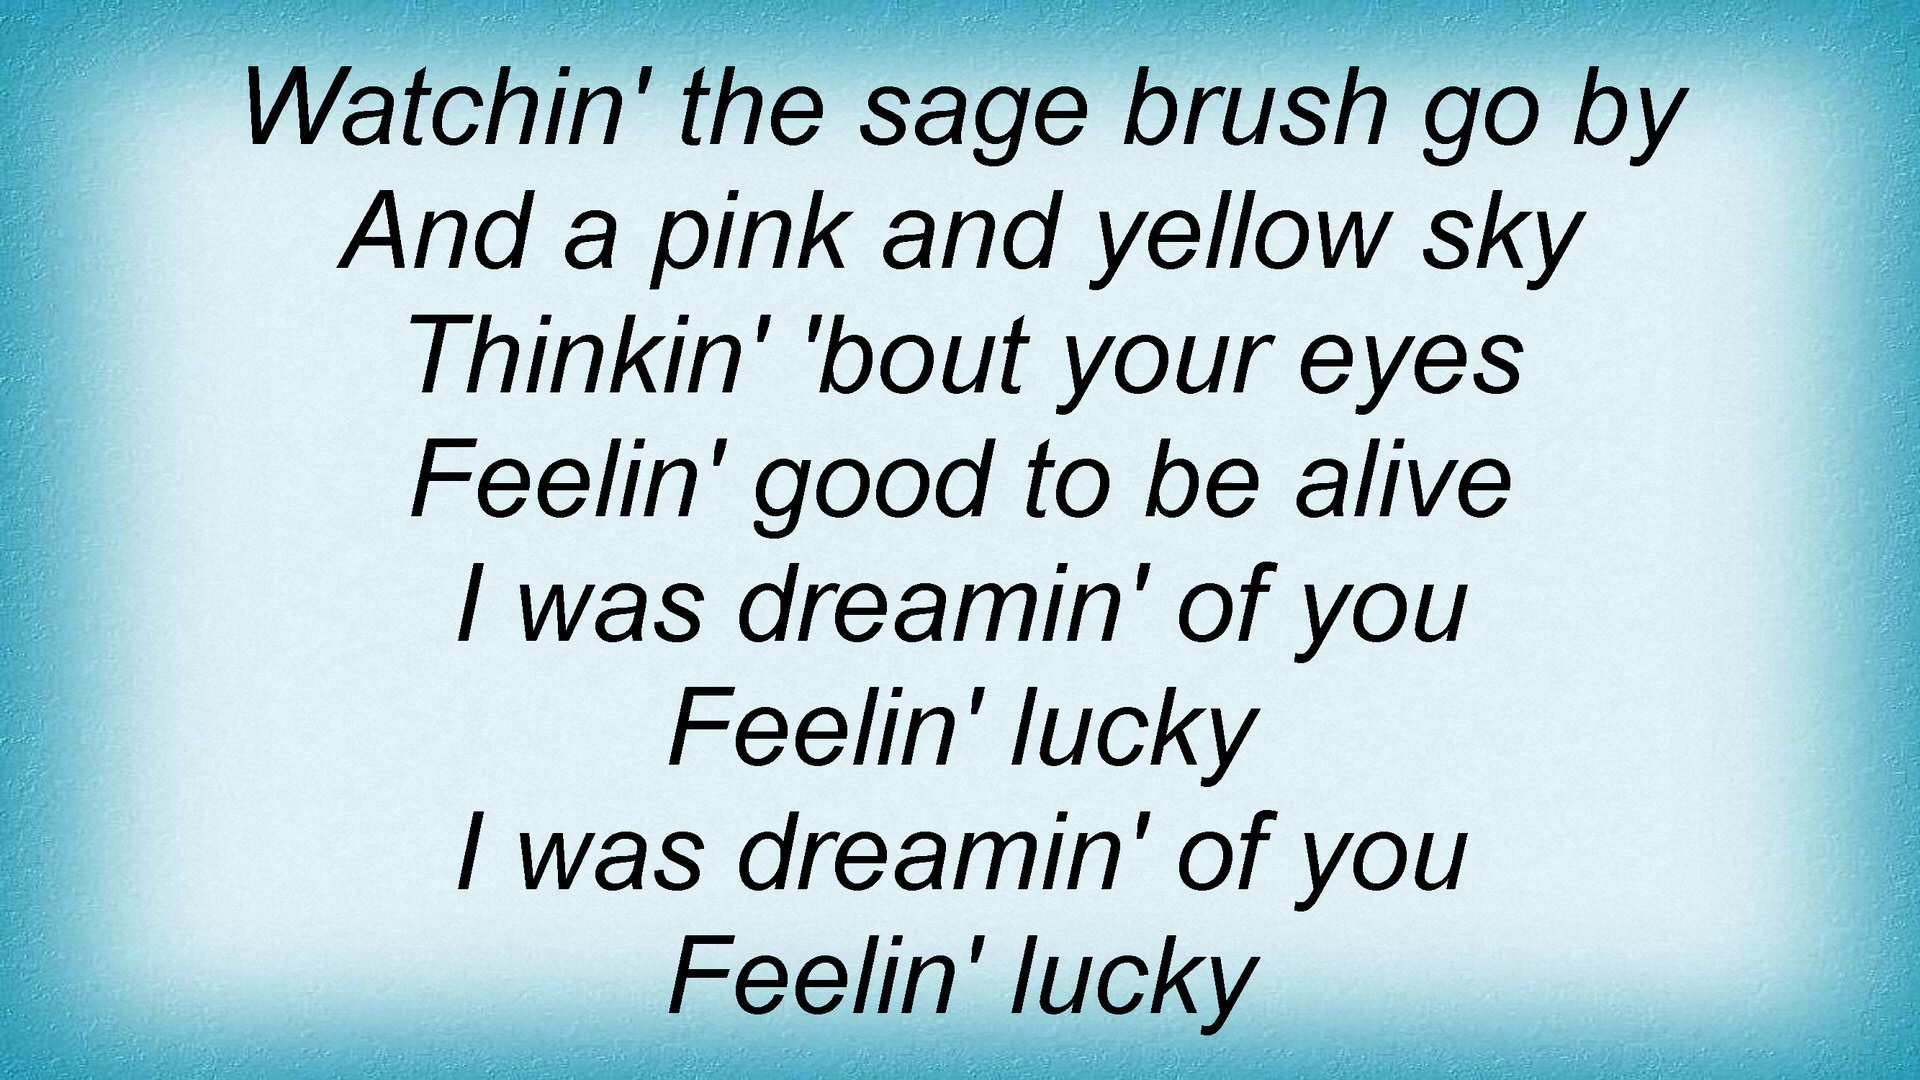 Watchin' the sage brush go by
And a pink and yellow sky
Thinkin' 'bout your eyes
Feelin' good to be alive
I was dreamin' of you
Feelin' lucky
I was dreamin' of you
Feelin' lucky